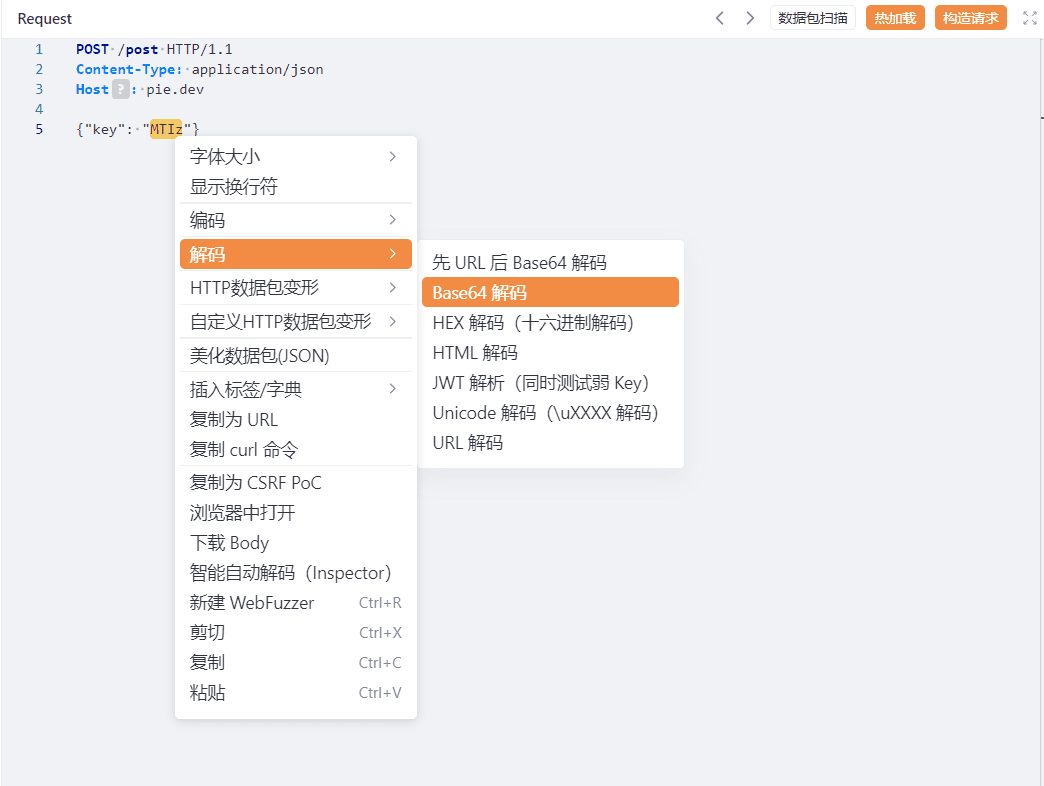 Request
数据包扫描 热加载 构造请求
1 POST /post HTTP/1.1
2 Content-Type: application/json
3 Host ? : pie.dev
4
5 {"key": "MTIz"}
字体大小
显示换行符
编码
解码
HTTP数据包变形
自定义HTTP数据包变形
美化数据包(JSON)
插入标签/字典
复制为 URL
复制 curl 命令
复制为 CSRF PoC
浏览器中打开
下载 Body
智能自动解码（Inspector）
新建 WebFuzzer Ctrl+R
剪切 Ctrl+X
复制 Ctrl+C
粘贴 Ctrl+V
先 URL 后 Base64 解码
Base64 解码
HEX 解码（十六进制解码）
HTML 解码
JWT 解析（同时测试弱 Key）
Unicode 解码（\uXXXX 解码）
URL 解码